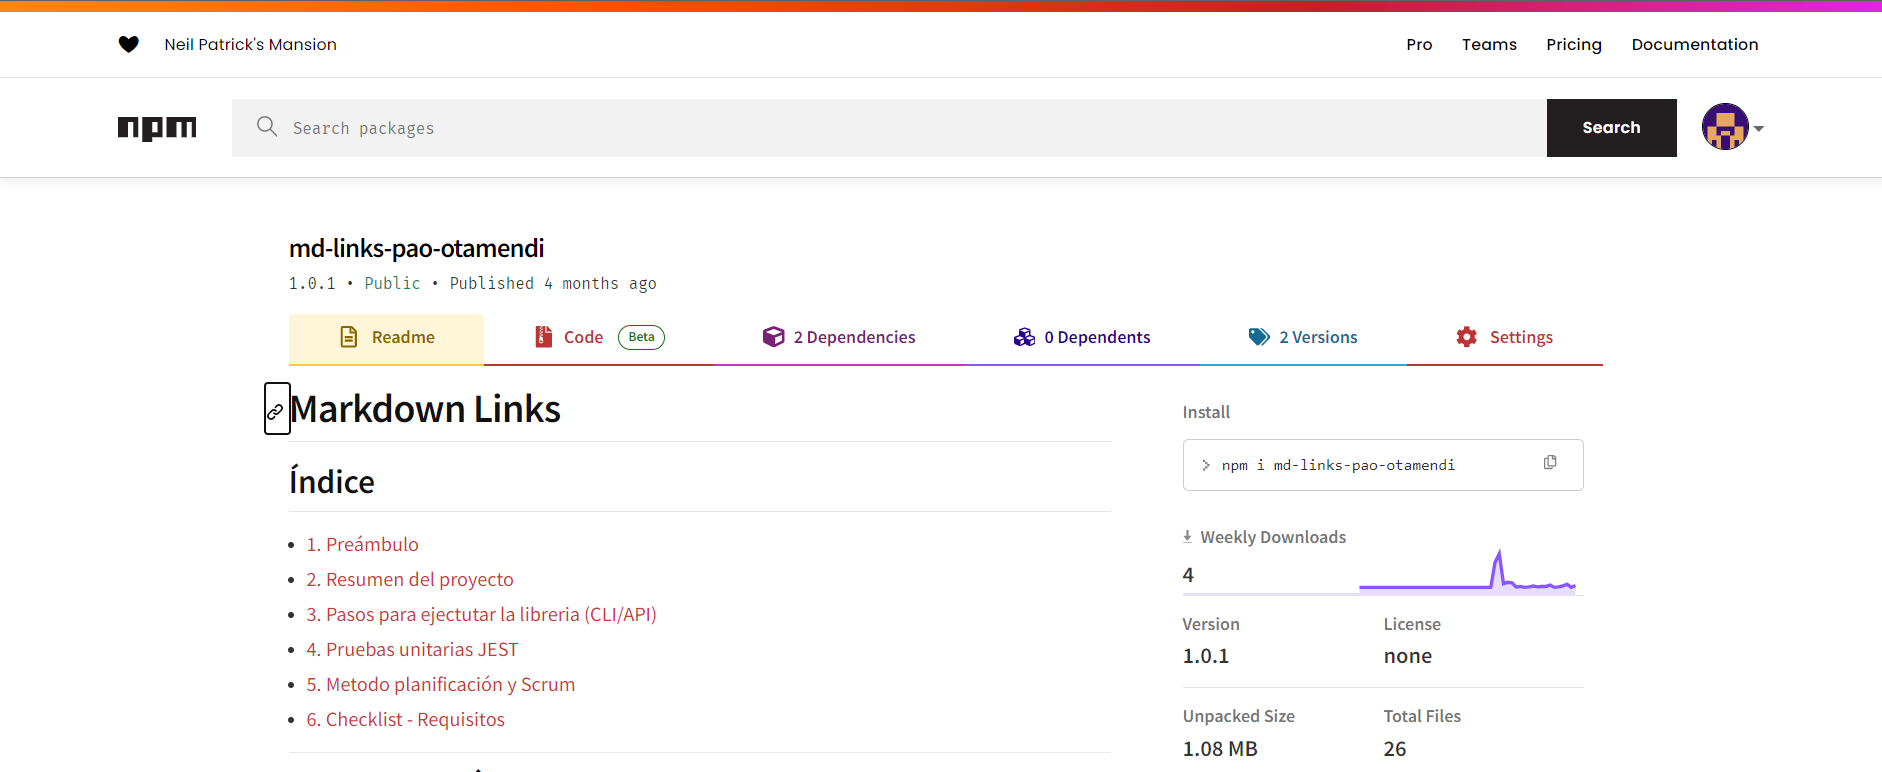 Neil Patrick's Mansion
Pro Teams Pricing Documentation
npm
Search packages
Search
md-links-pao-otamendi
1.0.1 • Public • Published 4 months ago
Readme
Code Beta
2 Dependencies
0 Dependents
2 Versions
Settings
Markdown Links
Índice
• 1. Preámbulo
• 2. Resumen del proyecto
• 3. Pasos para ejectutar la libreria (CLI/API)
• 4. Pruebas unitarias JEST
• 5. Metodo planificación y Scrum
• 6. Checklist - Requisitos
Install
npm i md-links-pao-otamendi
Weekly Downloads
4
Version
1.0.1
License
none
Unpacked Size
1.08 MB
Total Files
26